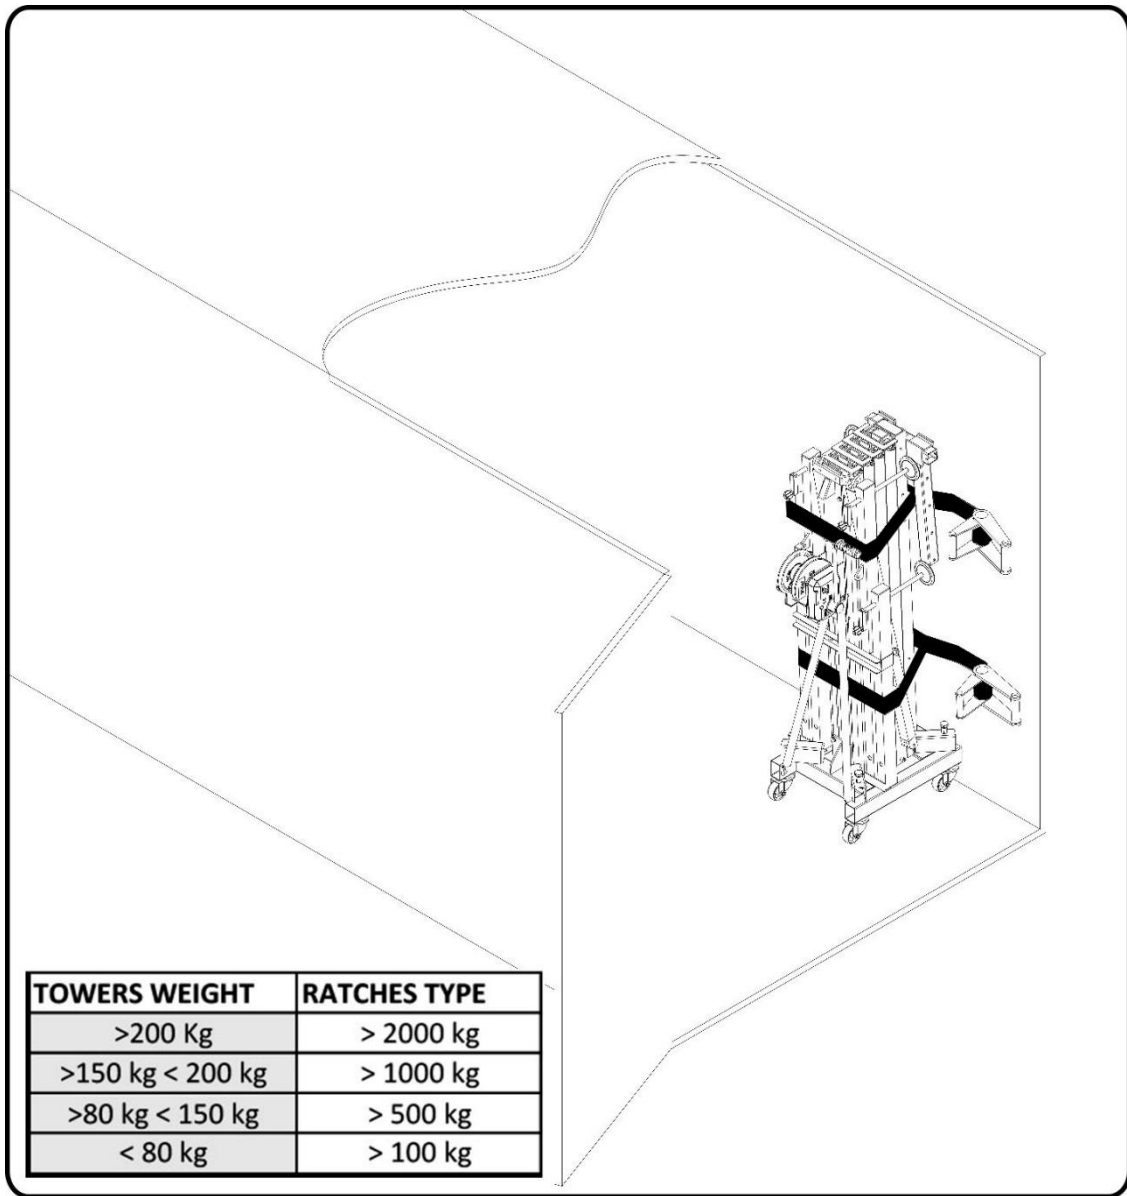 TOWERS WEIGHT RATCHES TYPE
>200 Kg > 2000 kg
>150 kg < 200 kg > 1000 kg
>80 kg < 150 kg > 500 kg
< 80 kg > 100 kg